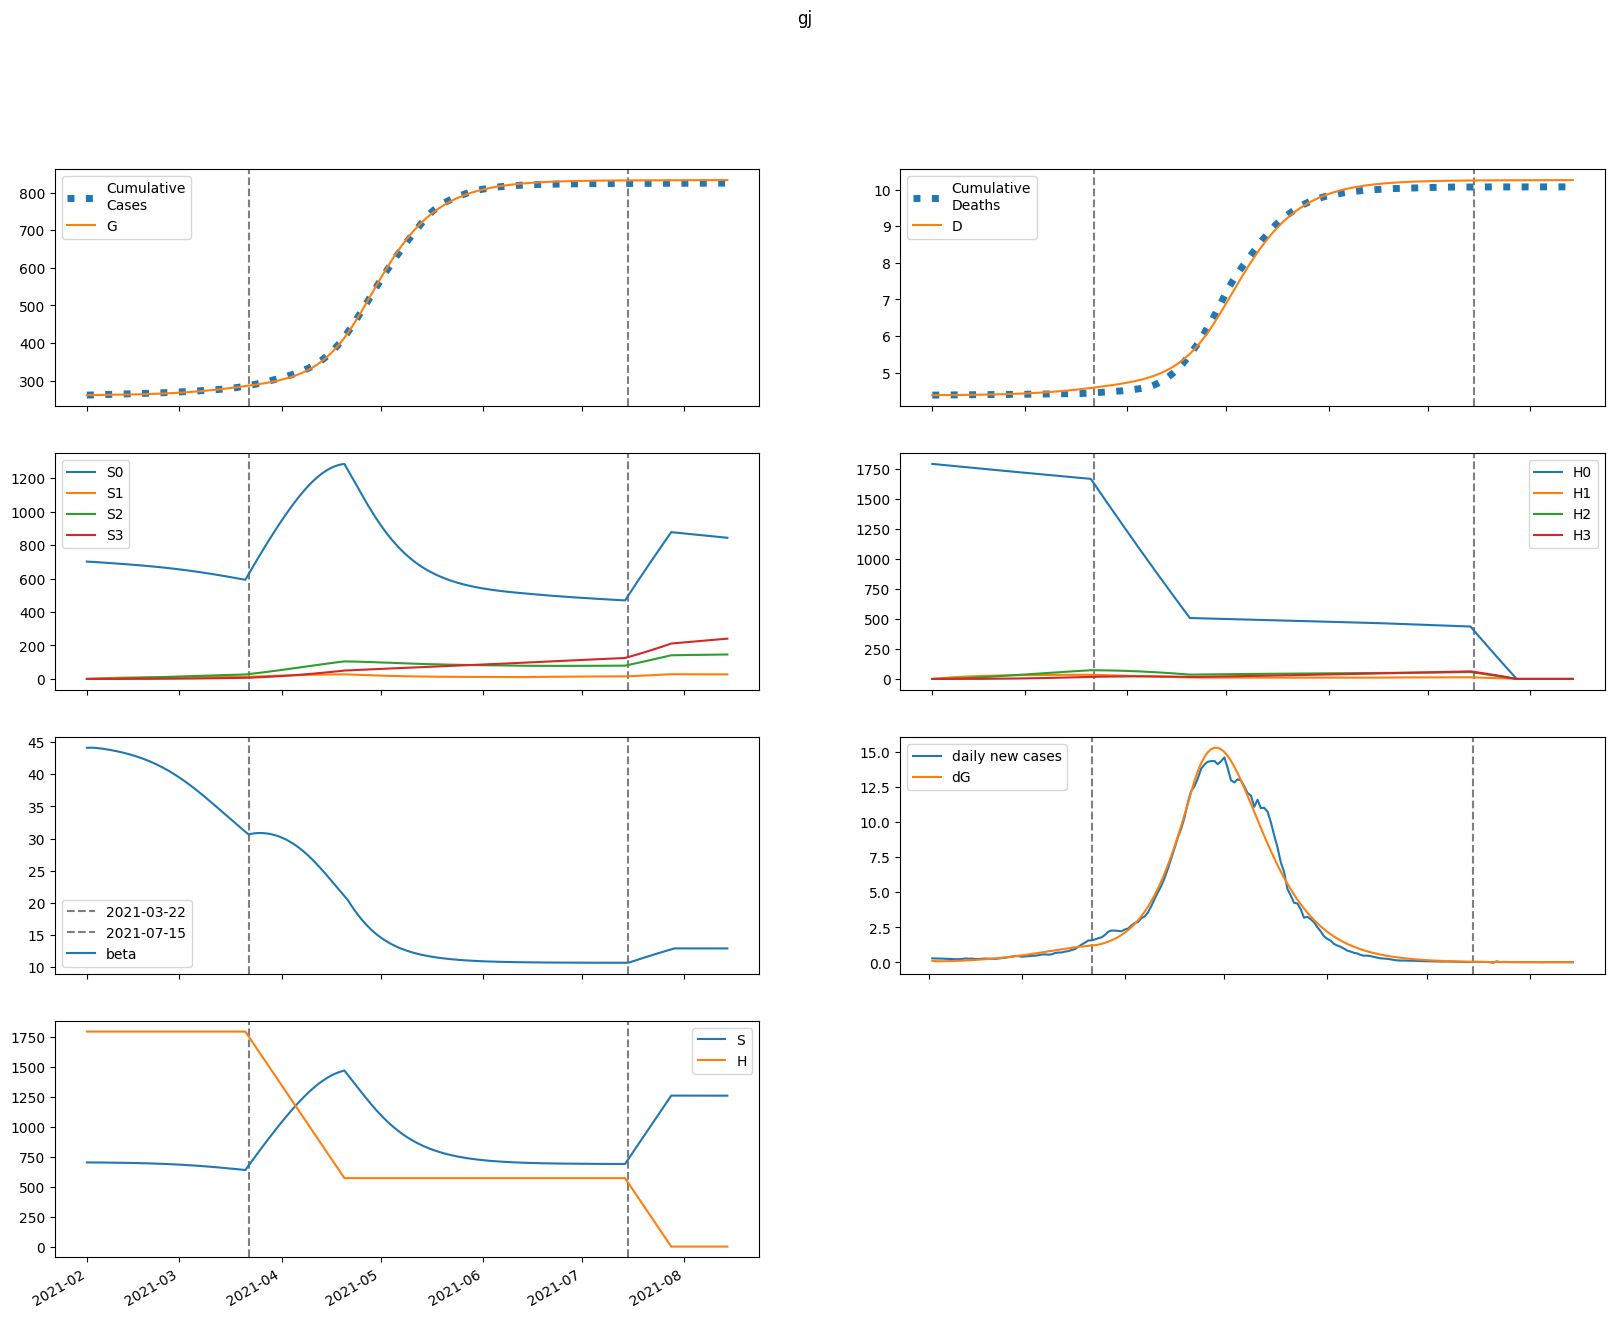 gj
800
700
600
500
400
300
Cumulative
Cases
G
10
9
8
7
6
5
Cumulative
Deaths
D
1200
1000
800
600
400
200
0
S0
S1
S2
S3
1750
1500
1250
1000
750
500
250
0
H0
H1
H2
H3
45
40
35
30
25
20
15
10
2021-03-22
2021-07-15
beta
15.0
12.5
10.0
7.5
5.0
2.5
0.0
daily new cases
dG
1750
1500
1250
1000
750
500
250
0
S
H
2021-02
2021-03
2021-04
2021-05
2021-06
2021-07
2021-08